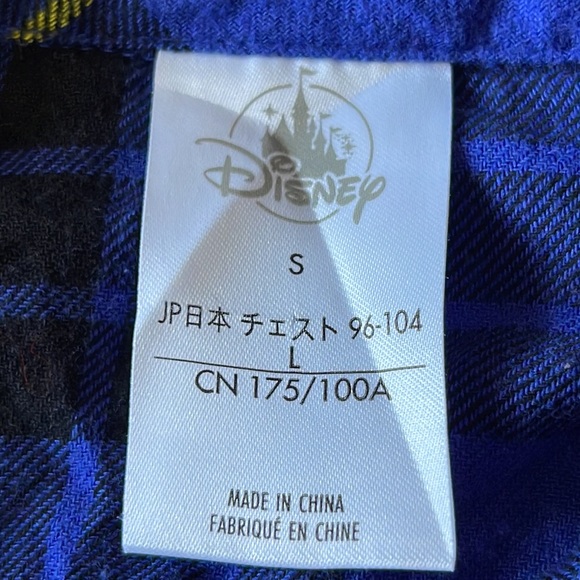 Disney
S
JP日本 チェスト 96-104
L
CN 175/100A
MADE IN CHINA
FABRIQUÉ EN CHINE